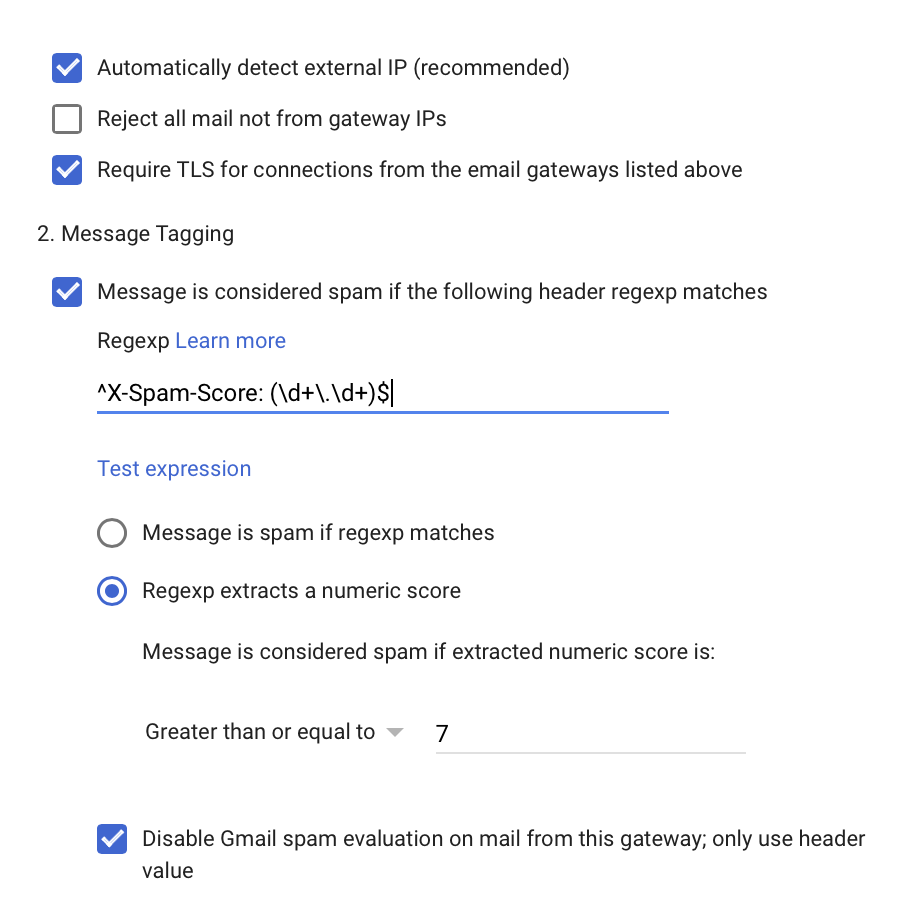 Automatically detect external IP (recommended)
Reject all mail not from gateway IPs
Require TLS for connections from the email gateways listed above
2. Message Tagging
Message is considered spam if the following header regexp matches
Regexp Learn more
^X-Spam-Score: (\d+\.\d+)$
Test expression
Message is spam if regexp matches
Regexp extracts a numeric score
Message is considered spam if extracted numeric score is:
Greater than or equal to 7
Disable Gmail spam evaluation on mail from this gateway; only use header
value